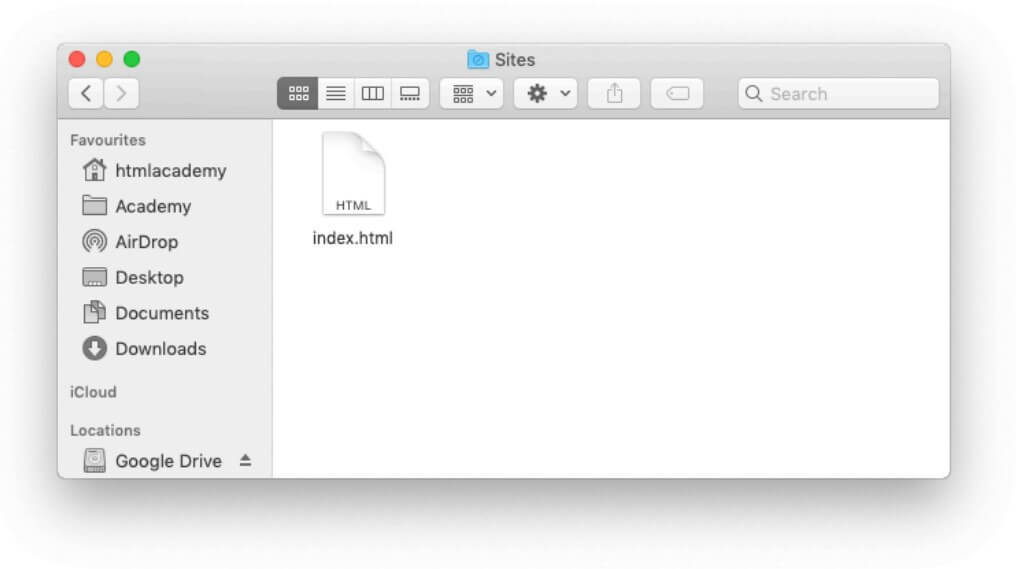 Sites
Search
Favourites
htmlacademy
Academy
AirDrop
Desktop
Documents
Downloads
iCloud
Locations
Google Drive
HTML
index.html